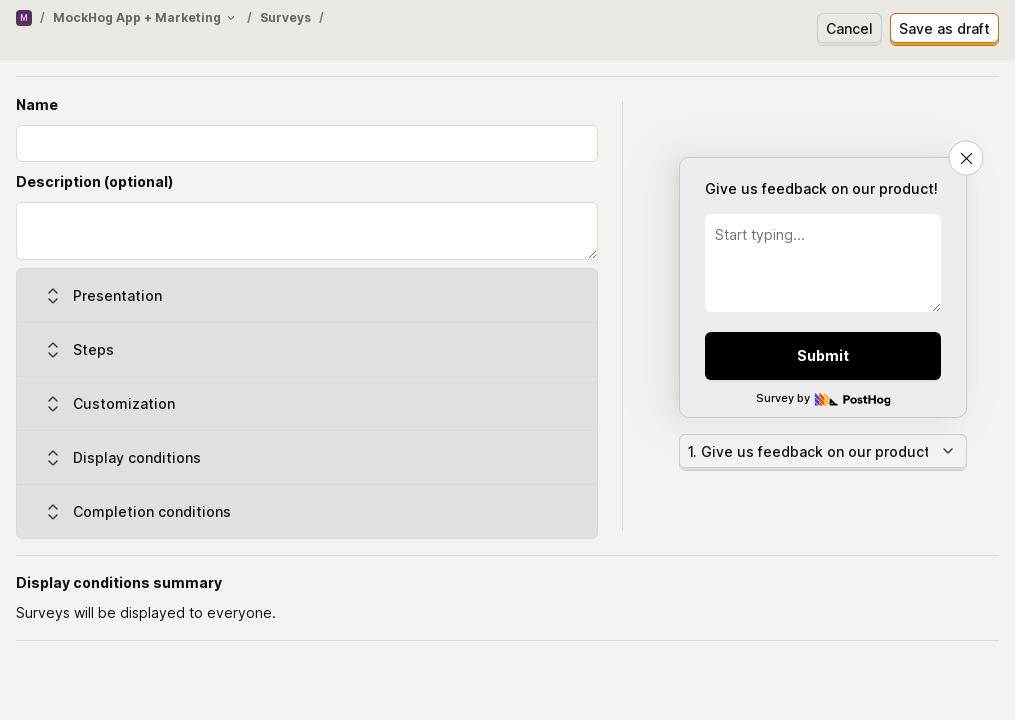 M / MockHog App + Marketing / Surveys /
Cancel
Save as draft
Name
Description (optional)
Presentation
Steps
Customization
Display conditions
Completion conditions
Give us feedback on our product!
Start typing...
Submit
Survey by PostHog
1. Give us feedback on our product
Display conditions summary
Surveys will be displayed to everyone.